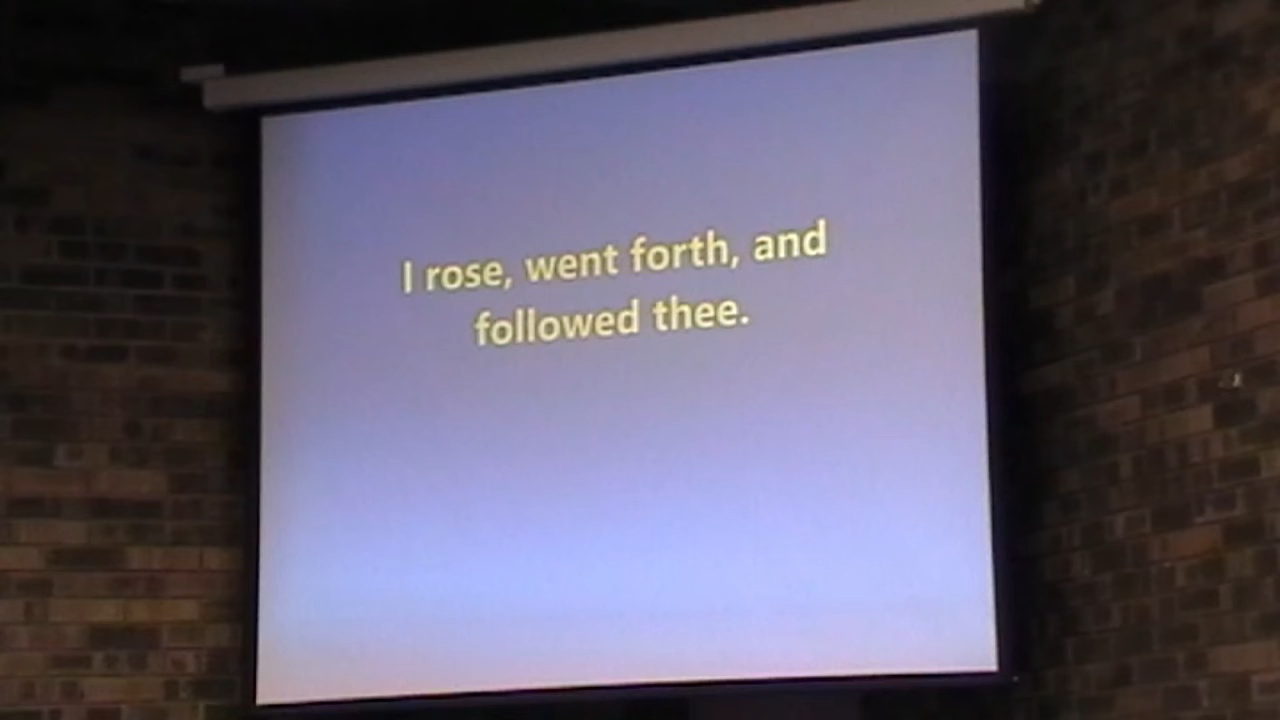 I rose, went forth, and
followed thee.